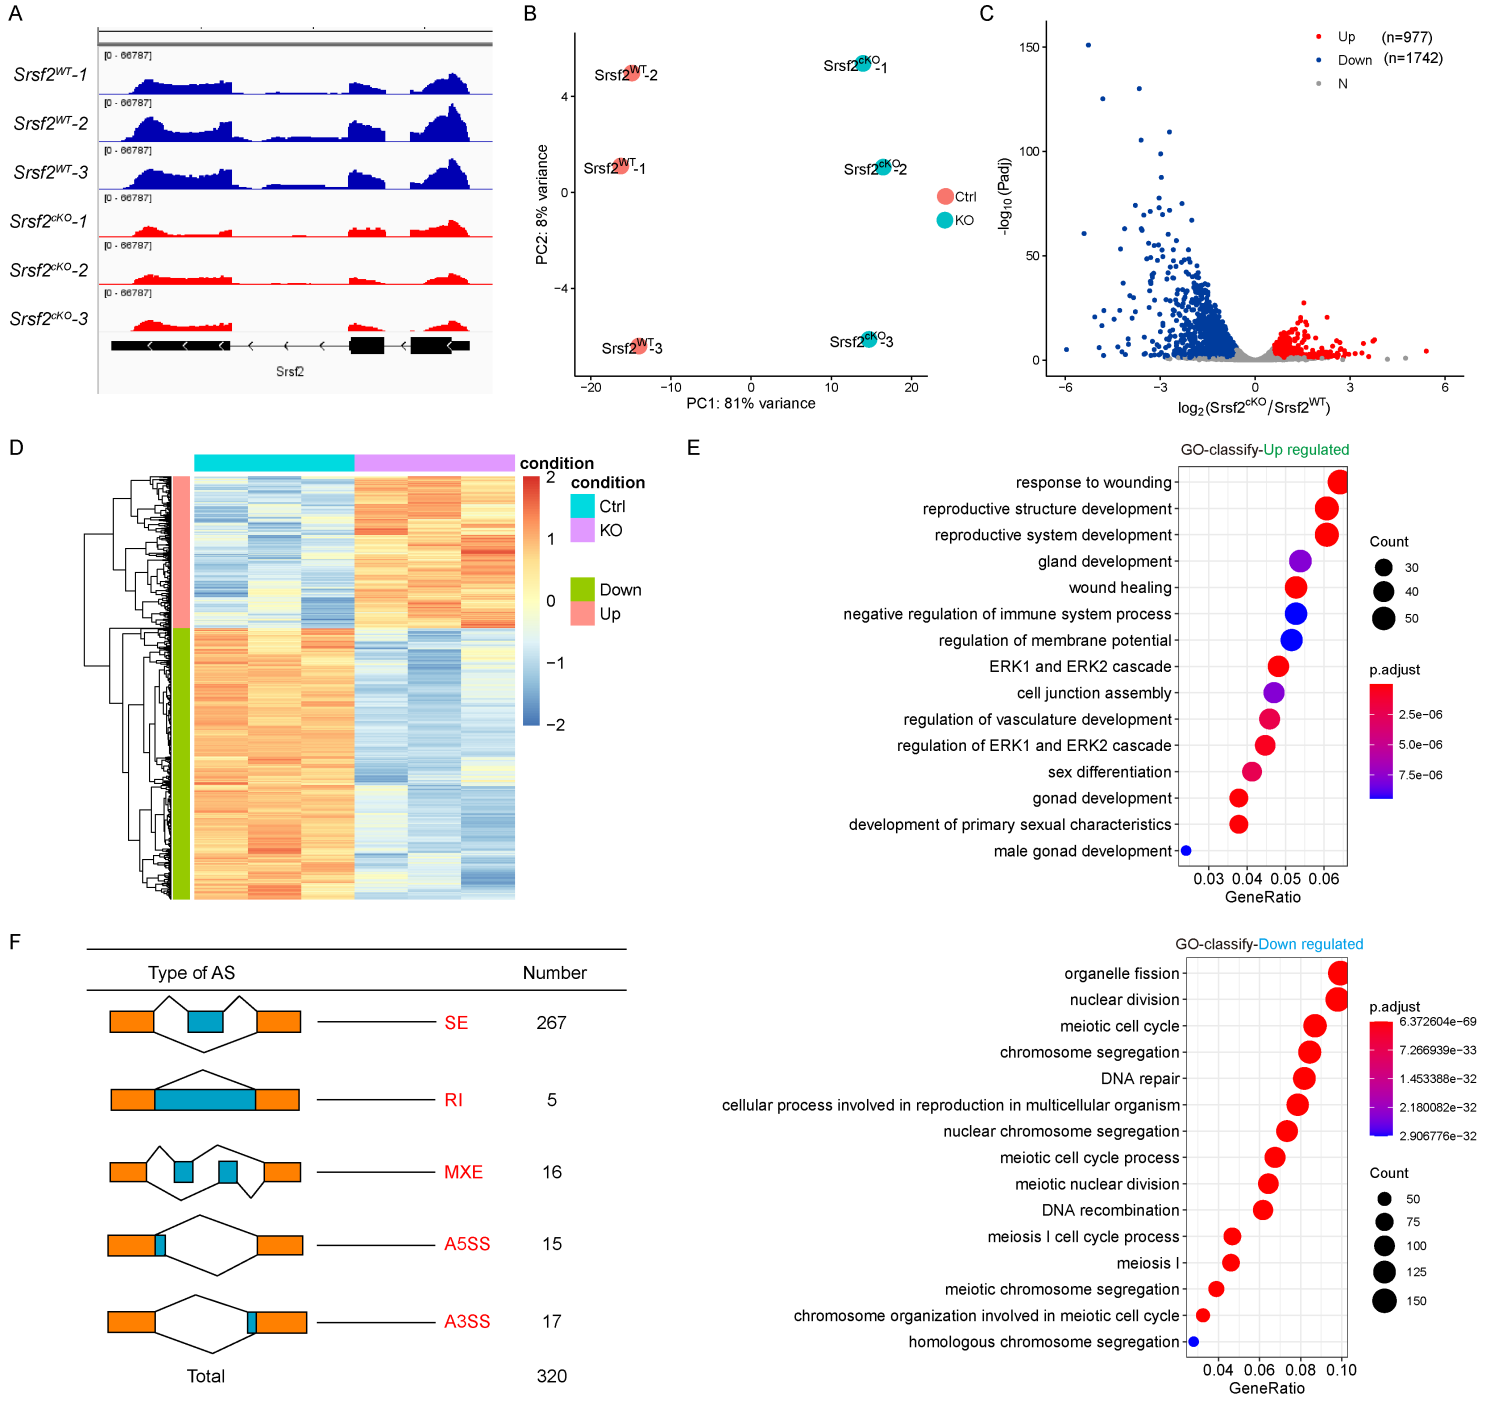 A
[0 - 66787]
Srsf2WT-1
[0 - 66787]
Srsf2WT-2
[0 - 66787]
Srsf2WT-3
[0 - 66787]
Srsf2cKO-1
[0 - 66787]
Srsf2cKO-2
[0 - 66787]
Srsf2cKO-3
Srsf2
B
PC2: 8% variance
4
0
−4
Srsf2WT-2
Srsf2WT-1
Srsf2WT-3
Srsf2cKO-1
Srsf2cKO-2
Srsf2cKO-3
−20 −10 0 10 20
PC1: 81% variance
Ctrl
KO
C
-log10(Padj)
150
100
50
0
−6 −3 0 3 6
log2(Srsf2cKO/Srsf2WT)
Up (n=977)
Down (n=1742)
N
D
condition
2
1
0
−1
−2
condition
Ctrl
KO
Down
Up
E
GO-classify-Up regulated
response to wounding
reproductive structure development
reproductive system development
gland development
wound healing
negative regulation of immune system process
regulation of membrane potential
ERK1 and ERK2 cascade
cell junction assembly
regulation of vasculature development
regulation of ERK1 and ERK2 cascade
sex differentiation
gonad development
development of primary sexual characteristics
male gonad development
0.03 0.04 0.05 0.06
GeneRatio
Count
30
40
50
p.adjust
2.5e−06
5.0e−06
7.5e−06
GO-classify-Down regulated
organelle fission
nuclear division
meiotic cell cycle
chromosome segregation
DNA repair
cellular process involved in reproduction in multicellular organism
nuclear chromosome segregation
meiotic cell cycle process
meiotic nuclear division
DNA recombination
meiosis I cell cycle process
meiosis I
meiotic chromosome segregation
chromosome organization involved in meiotic cell cycle
homologous chromosome segregation
0.04 0.06 0.08 0.10
GeneRatio
p.adjust
6.372604e−69
7.266939e−33
1.453388e−32
2.180082e−32
2.906776e−32
Count
50
75
100
125
150
F
Type of AS Number
SE 267
RI 5
MXE 16
A5SS 15
A3SS 17
Total 320